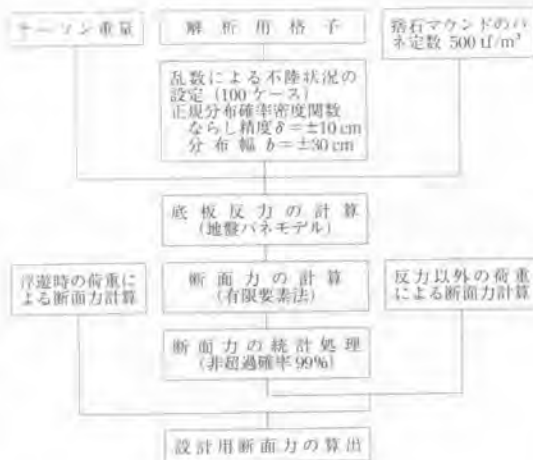 ケーソン重量
解析用格子
捨石マウンドのバ
ネ定数 500 tf/m³
乱数による不陸状況の
設定 (100 ケース)
正規分布確率密度関数
ならし精度δ=±10 cm
分布幅 b=±30 cm
底板反力の計算
(地盤バネモデル)
浮遊時の荷重に
よる断面力計算
断面力の計算
(有限要素法)
反力以外の荷重
による断面力計算
断面力の統計処理
(非超過確率 99%)
設計用断面力の算出